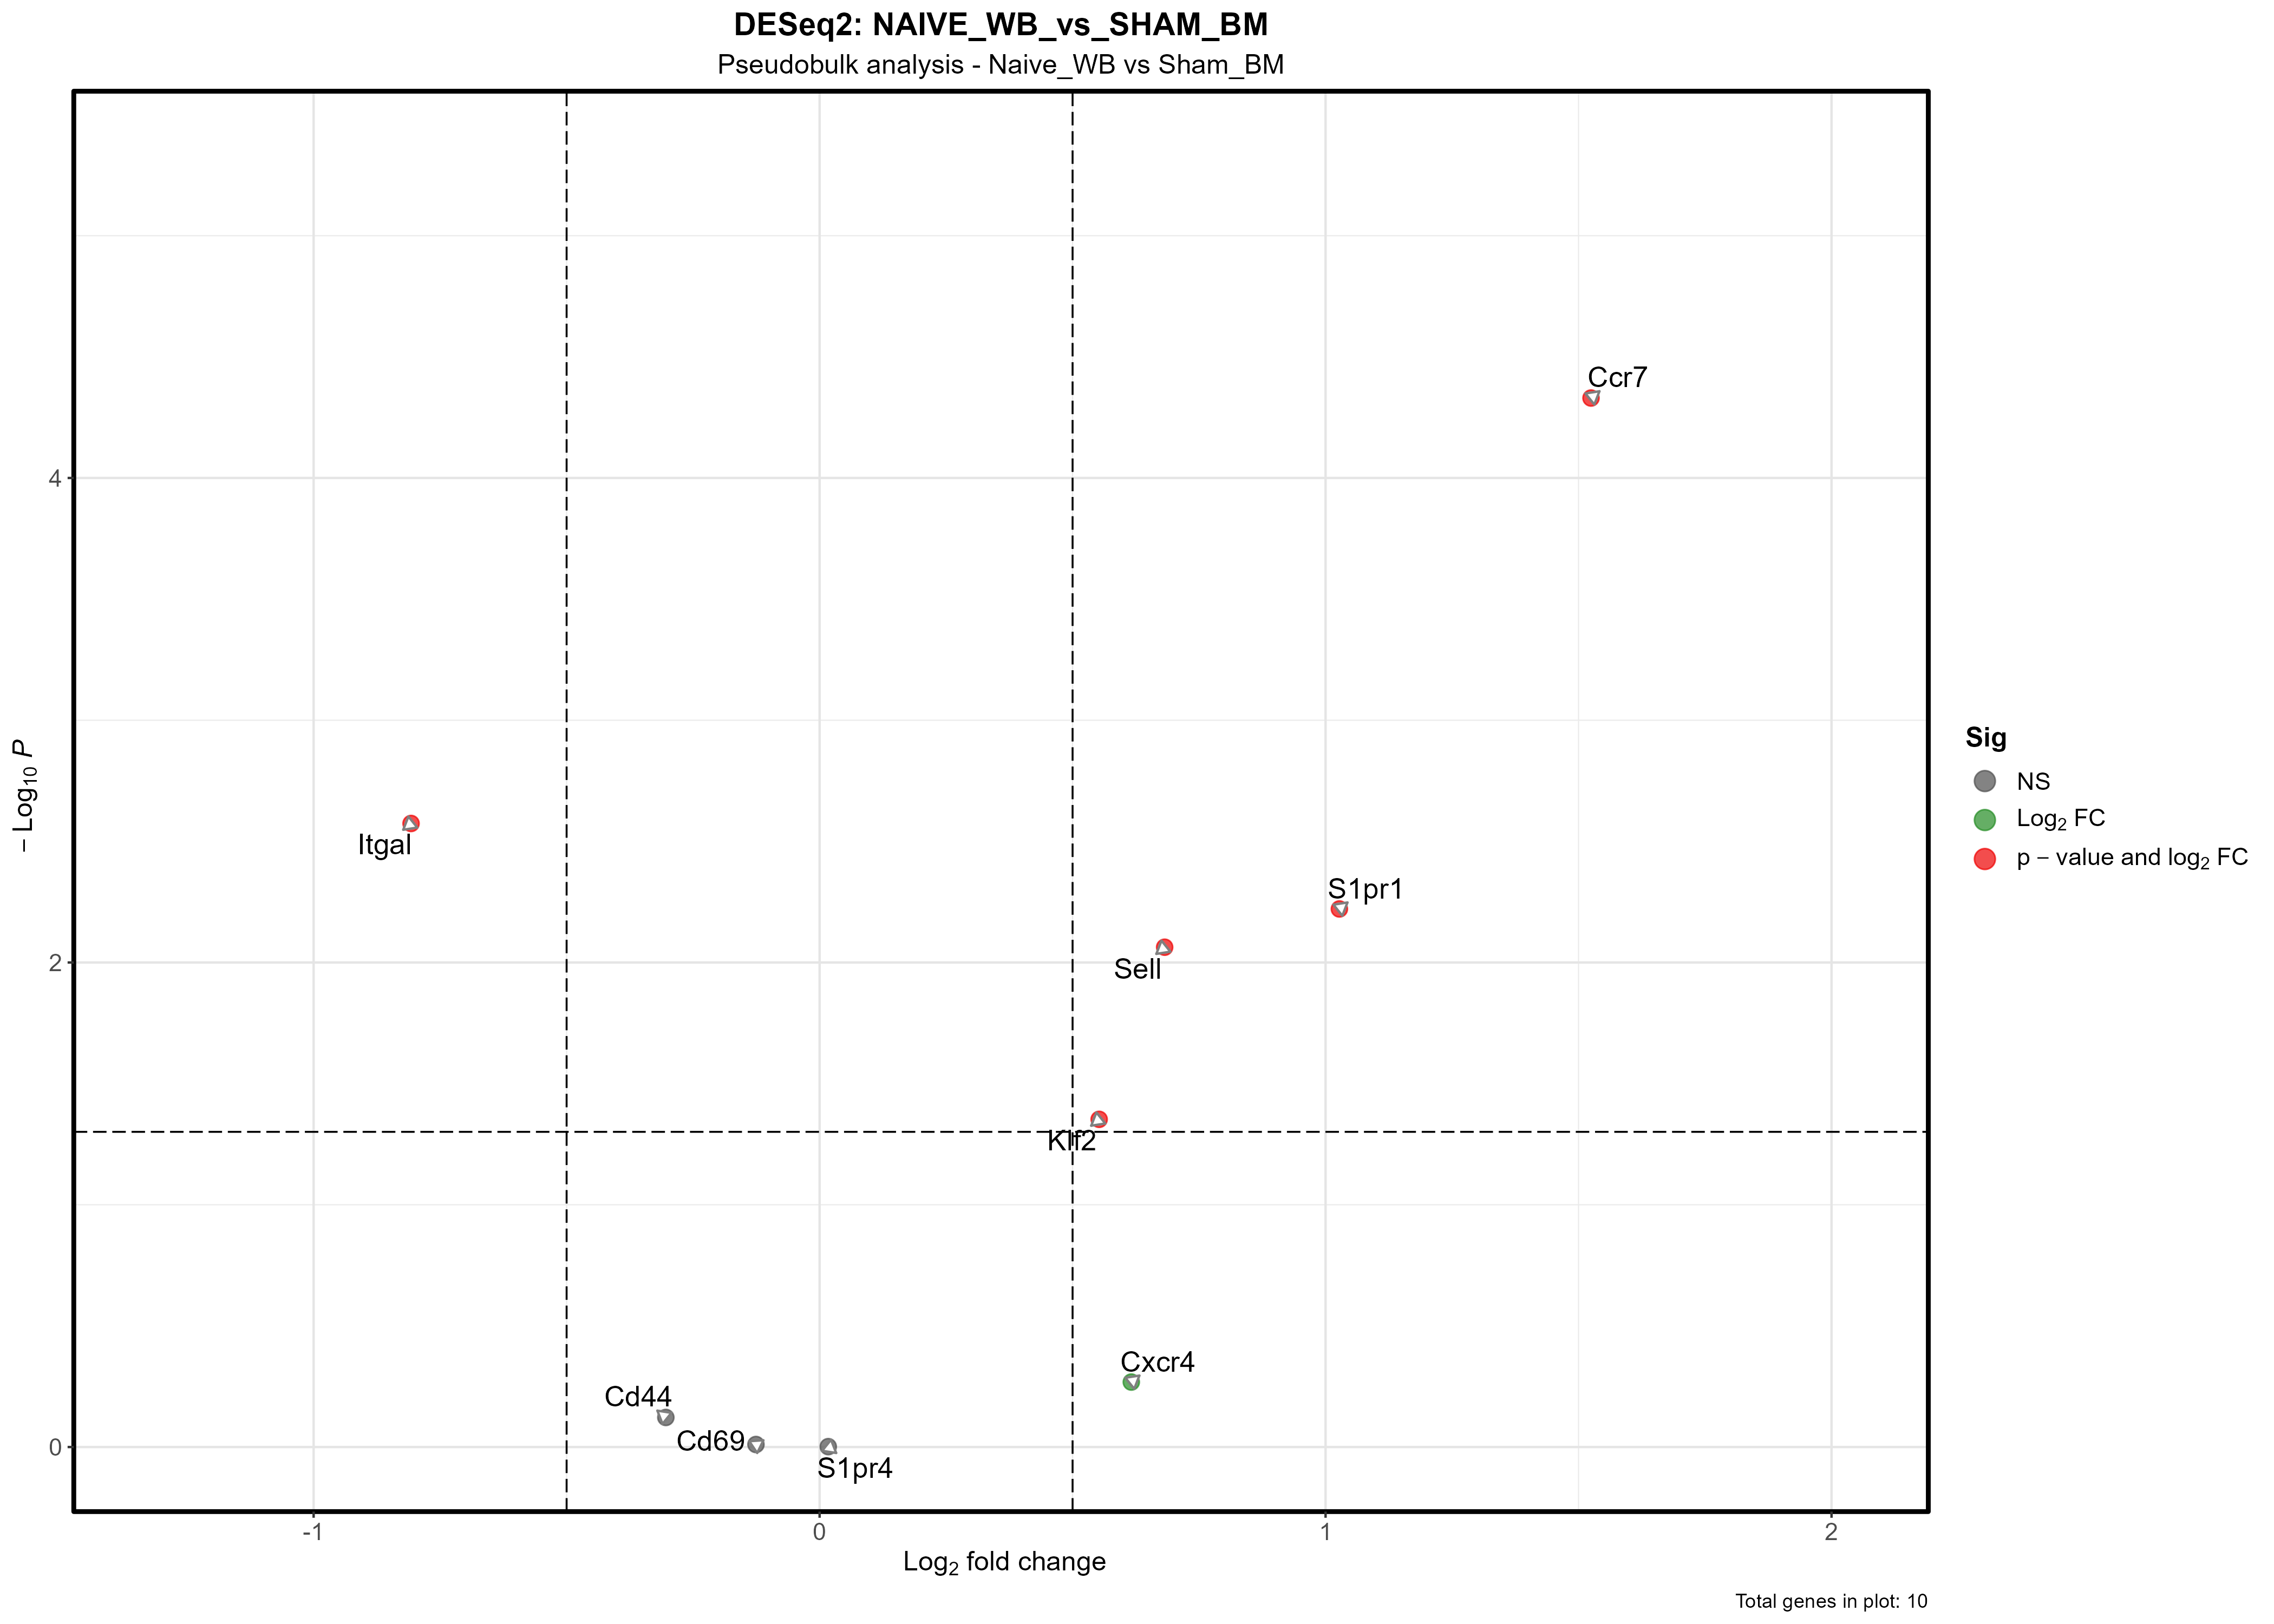 DESeq2: NAIVE_WB_vs_SHAM_BM
Pseudobulk analysis - Naive_WB vs Sham_BM
Ccr7
4
Sig
NS
Log₂ FC
p − value and log₂ FC
− Log₁₀ P
Itgal
S1pr1
Sell
2
Klf2
Cxcr4
Cd44
Cd69
S1pr4
0
-1
0
1
2
Log₂ fold change
Total genes in plot: 10